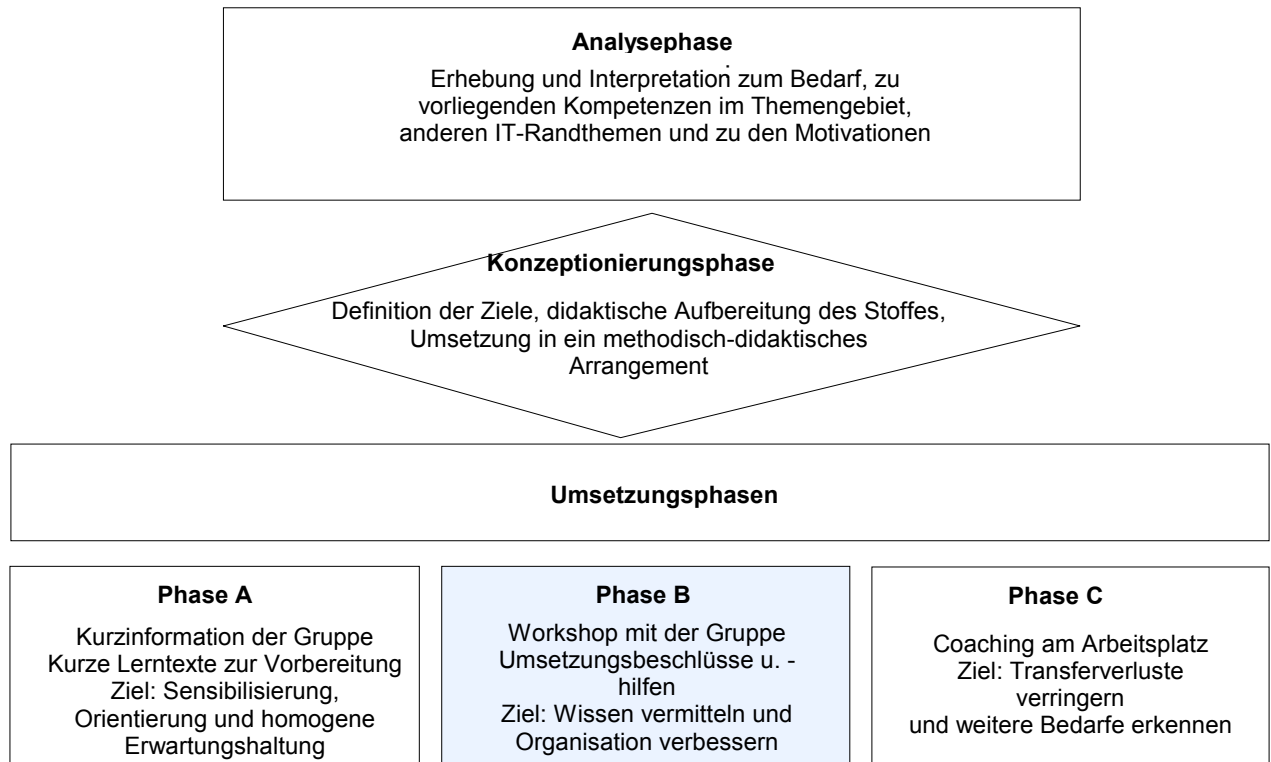 Analysephase
Erhebung und Interpretation zum Bedarf, zu
vorliegenden Kompetenzen im Themengebiet,
anderen IT-Randthemen und zu den Motivationen
Konzeptionierungsphase
Definition der Ziele, didaktische Aufbereitung des Stoffes,
Umsetzung in ein methodisch-didaktisches
Arrangement
Umsetzungsphasen
Phase A
Kurzinformation der Gruppe
Kurze Lerntexte zur Vorbereitung
Ziel: Sensibilisierung,
Orientierung und homogene
Erwartungshaltung
Phase B
Workshop mit der Gruppe
Umsetzungsbeschlüsse u. -
hilfen
Ziel: Wissen vermitteln und
Organisation verbessern
Phase C
Coaching am Arbeitsplatz
Ziel: Transferverluste
verringern
und weitere Bedarfe erkennen